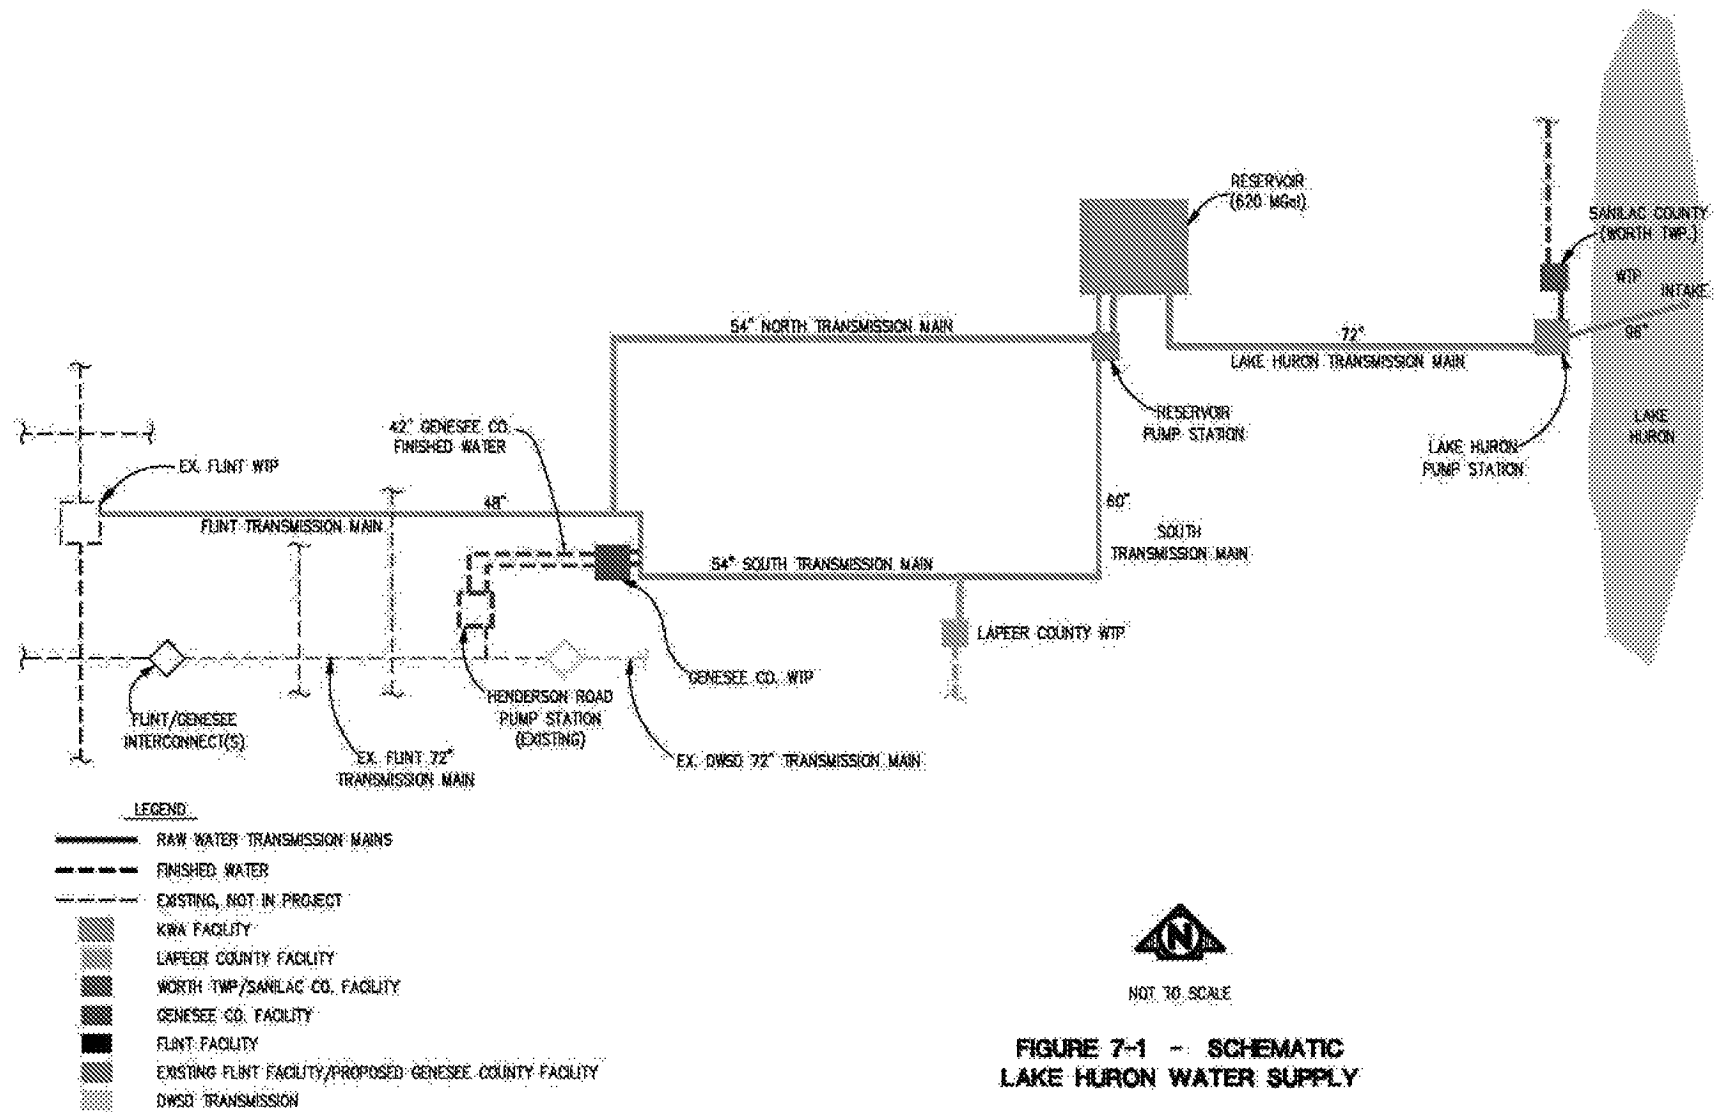 RESERVOIR
(620 MGal)
SANILAC COUNTY
(WORTH TWP.)
WTP
INTAKE
96"
54" NORTH TRANSMISSION MAIN
72"
LAKE HURON TRANSMISSION MAIN
42" GENESEE CO.
FINISHED WATER
RESERVOIR
PUMP STATION
LAKE HURON
PUMP STATION
LAKE
HURON
EX. FLINT WTP
48"
FLINT TRANSMISSION MAIN
60"
SOUTH
TRANSMISSION MAIN
54" SOUTH TRANSMISSION MAIN
LAPEER COUNTY WTP
GENESEE CO. WTP
HENDERSON ROAD
PUMP STATION
(EXISTING)
FLINT/GENESEE
INTERCONNECT(S)
EX. FLINT 72"
TRANSMISSION MAIN
EX. DWSD 72" TRANSMISSION MAIN
LEGEND
RAW WATER TRANSMISSION MAINS
FINISHED WATER
EXISTING, NOT IN PROJECT
KWA FACILITY
LAPEER COUNTY FACILITY
WORTH TWP/SANILAC CO. FACILITY
GENESEE CO. FACILITY
FLINT FACILITY
EXISTING FLINT FACILITY/PROPOSED GENESEE COUNTY FACILITY
DWSD TRANSMISSION
N
NOT TO SCALE
FIGURE 7-1 - SCHEMATIC
LAKE HURON WATER SUPPLY